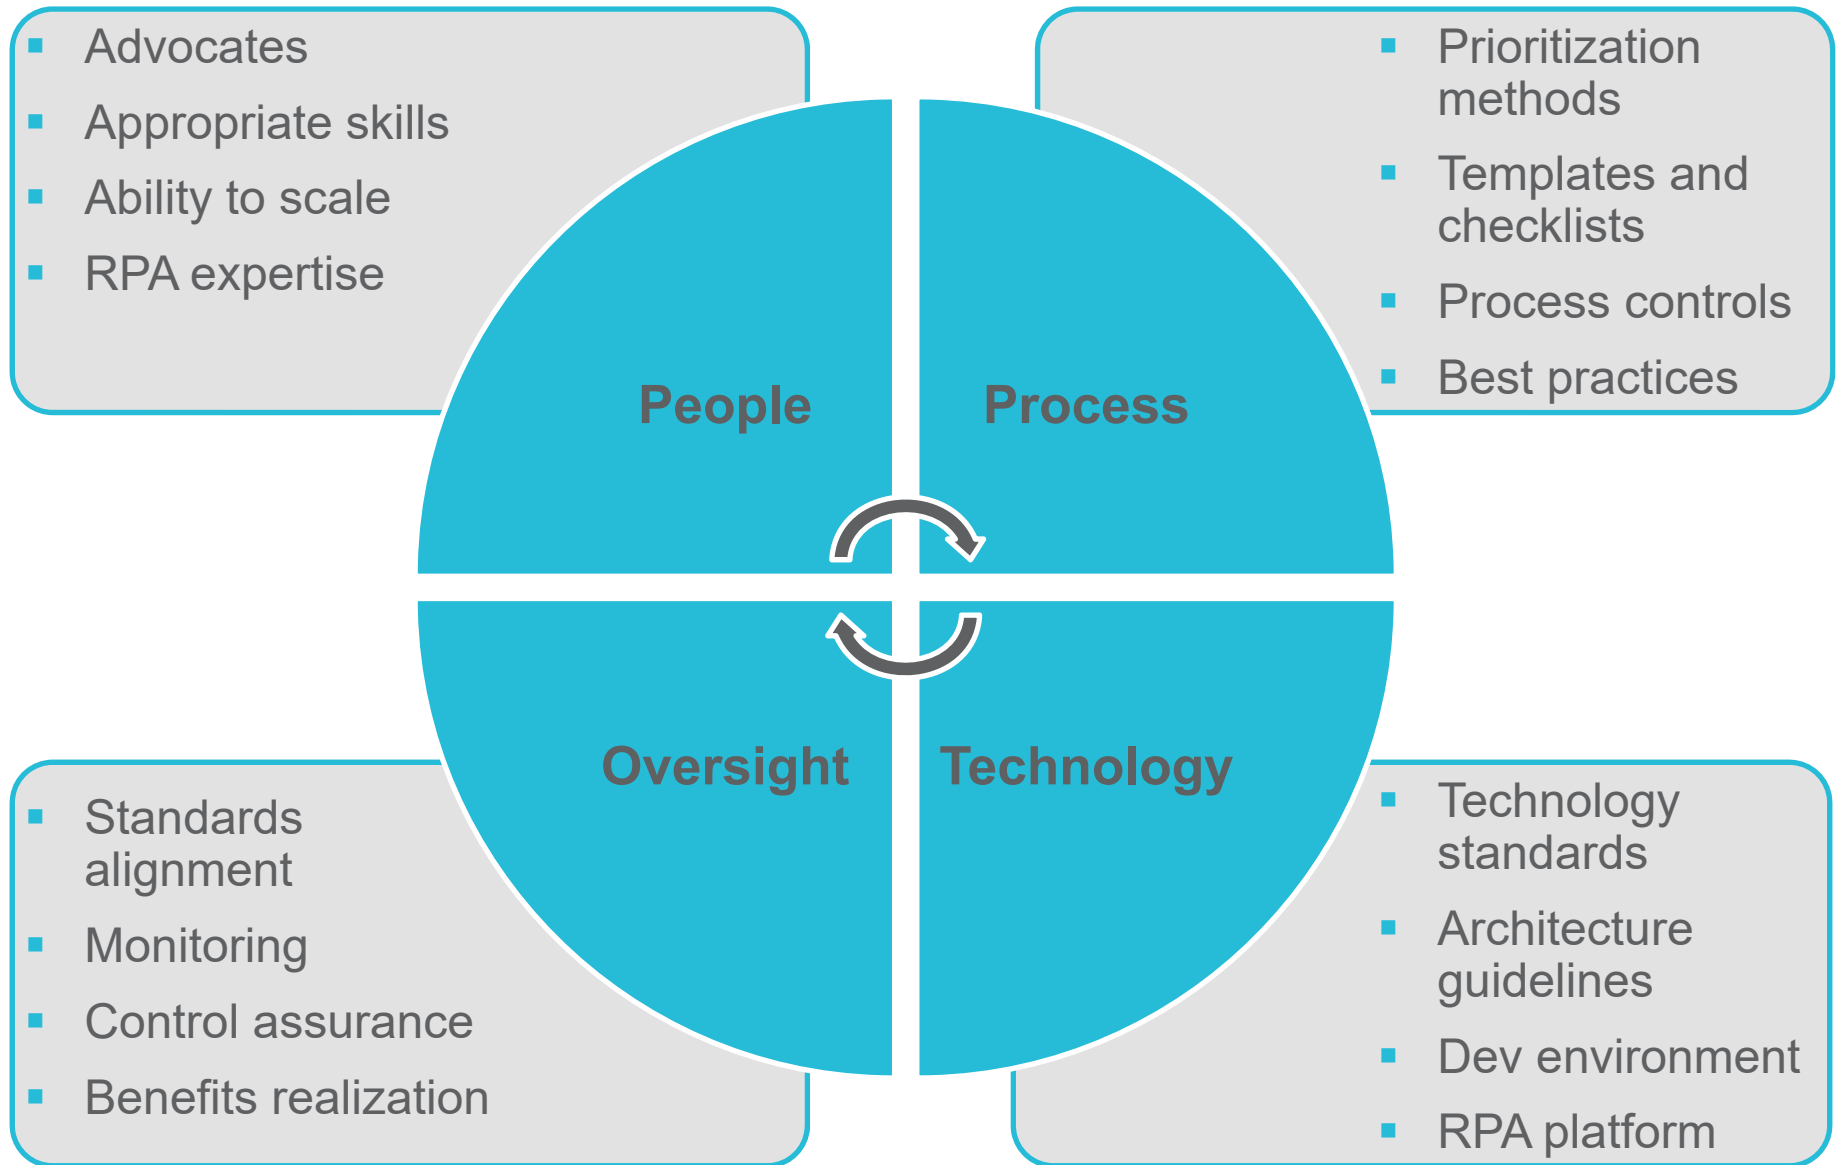 Advocates
Appropriate skills
Ability to scale
RPA expertise
Prioritization
methods
Templates and
checklists
Process controls
Best practices
People
Process
Oversight
Technology
Standards
alignment
Monitoring
Control assurance
Benefits realization
Technology
standards
Architecture
guidelines
Dev environment
RPA platform